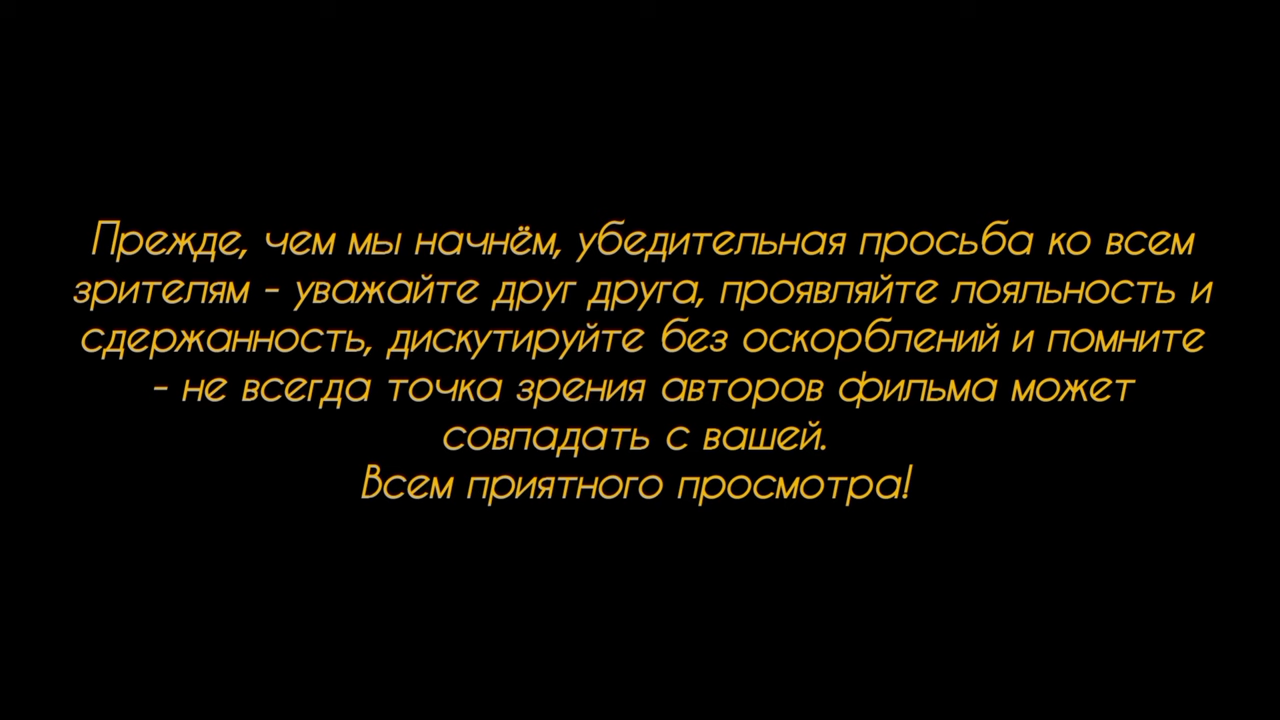 Прежде, чем мы начнём, убедительная просьба ко всем
зрителям - уважайте друг друга, проявляйте лояльность и
сдержанность, дискутируйте без оскорблений и помните
- не всегда точка зрения авторов фильма может
совпадать с вашей.
Всем приятного просмотра!